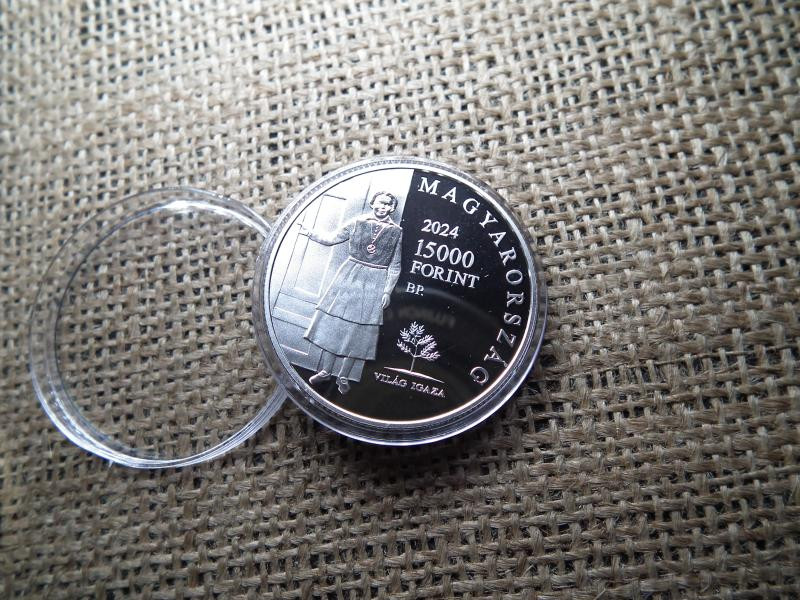 MAGYARORSZÁG
2024
15000
FORINT
BP.
VILÁG IGAZA